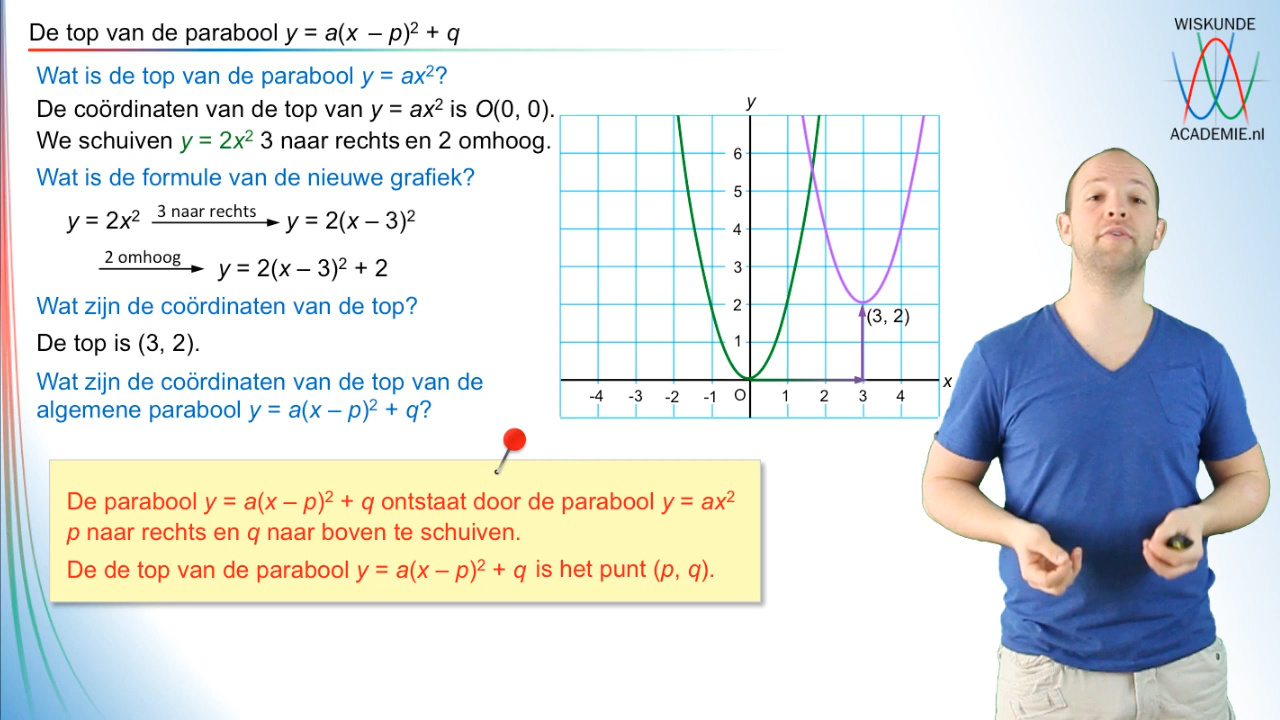 De top van de parabool y = a(x – p)² + q
WISKUNDE
ACADEMIE.nl
Wat is de top van de parabool y = ax²?
De coördinaten van de top van y = ax² is O(0, 0).
We schuiven y = 2x² 3 naar rechts en 2 omhoog.
Wat is de formule van de nieuwe grafiek?
y = 2x² 3 naar rechts y = 2(x – 3)²
2 omhoog y = 2(x – 3)² + 2
Wat zijn de coördinaten van de top?
De top is (3, 2).
Wat zijn de coördinaten van de top van de
algemene parabool y = a(x – p)² + q?
y
6
5
4
3
2
1
(3, 2)
x
-4 -3 -2 -1 O 1 2 3 4
De parabool y = a(x – p)² + q ontstaat door de parabool y = ax²
p naar rechts en q naar boven te schuiven.
De de top van de parabool y = a(x – p)² + q is het punt (p, q).